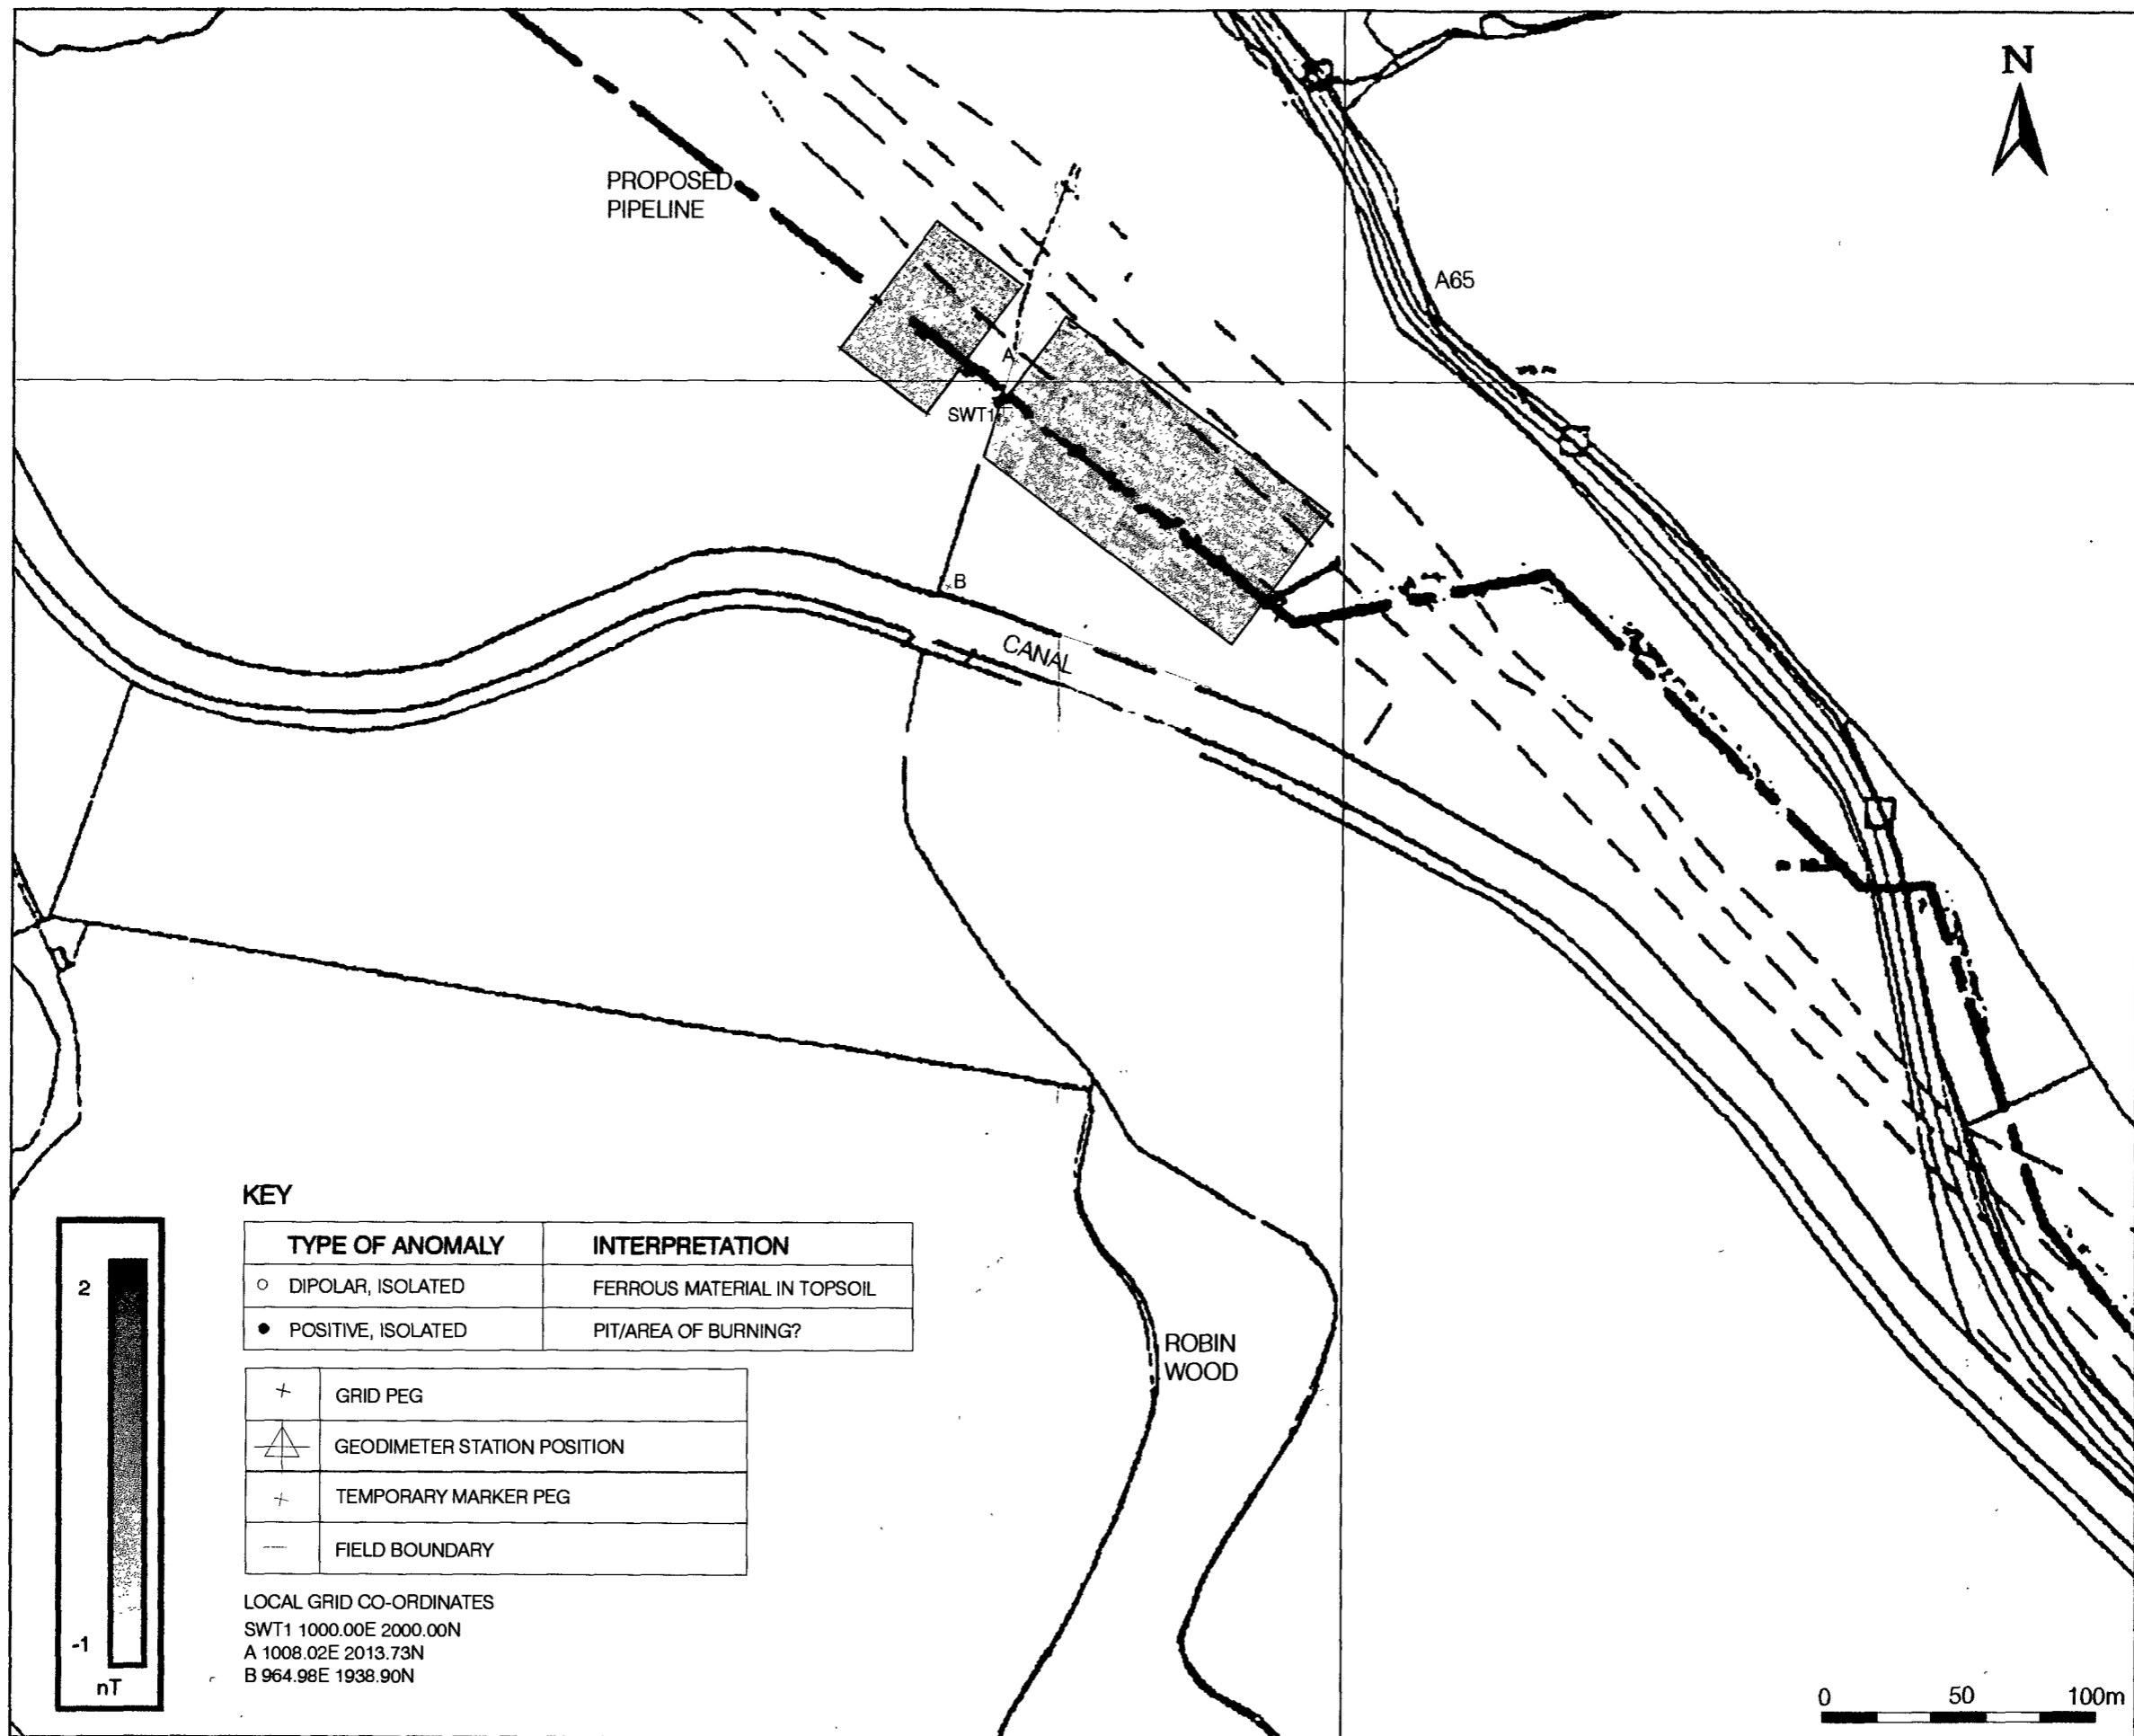 N
PROPOSED
PIPELINE
A65
A
SWT1
B
CANAL
KEY
TYPE OF ANOMALY INTERPRETATION
DIPOLAR, ISOLATED FERROUS MATERIAL IN TOPSOIL
POSITIVE, ISOLATED PIT/AREA OF BURNING?
2
-1
nT
GRID PEG
GEODIMETER STATION POSITION
TEMPORARY MARKER PEG
FIELD BOUNDARY
LOCAL GRID CO-ORDINATES
SWT1 1000.00E 2000.00N
A 1008.02E 2013.73N
B 964.98E 1938.90N
ROBIN
WOOD
0 50 100m